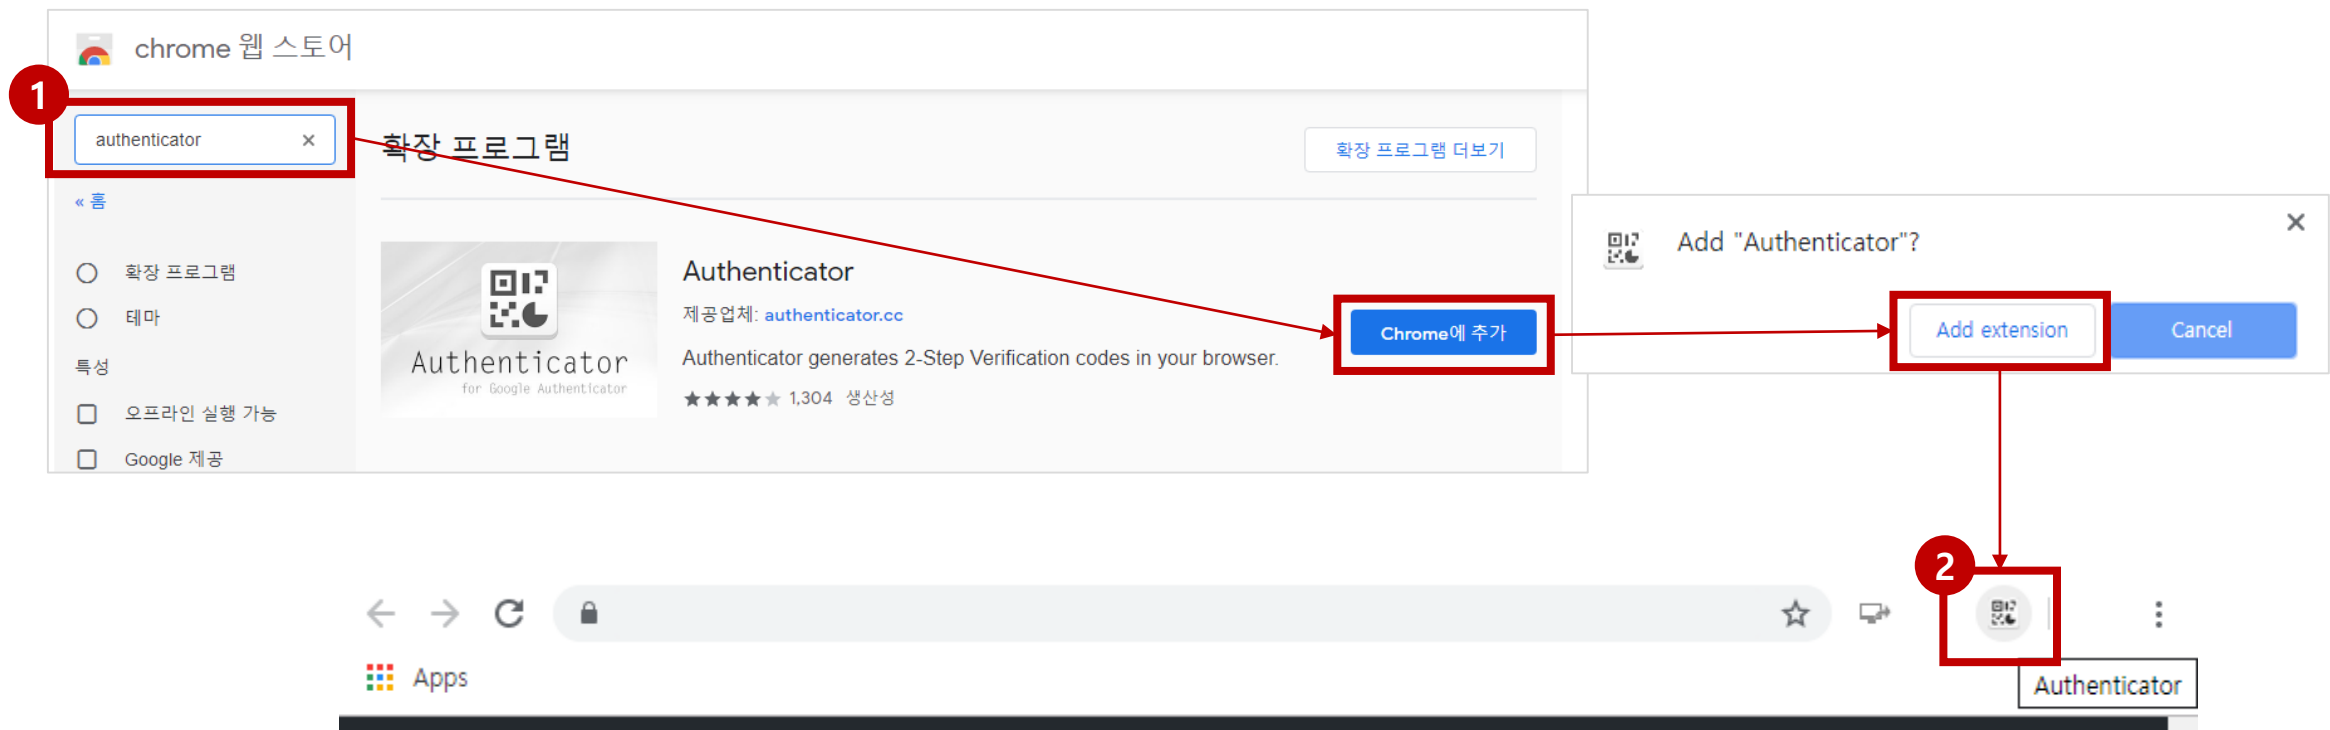 chrome 웹 스토어
1
authenticator ×
« 홈
확장 프로그램
테마
특성
오프라인 실행 가능
Google 제공
확장 프로그램
확장 프로그램 더보기
Authenticator
for Google Authenticator
Authenticator
제공업체: authenticator.cc
Authenticator generates 2-Step Verification codes in your browser.
1,304 생산성
Chrome에 추가
Add "Authenticator"?
Add extension
Cancel
2
Apps
Authenticator